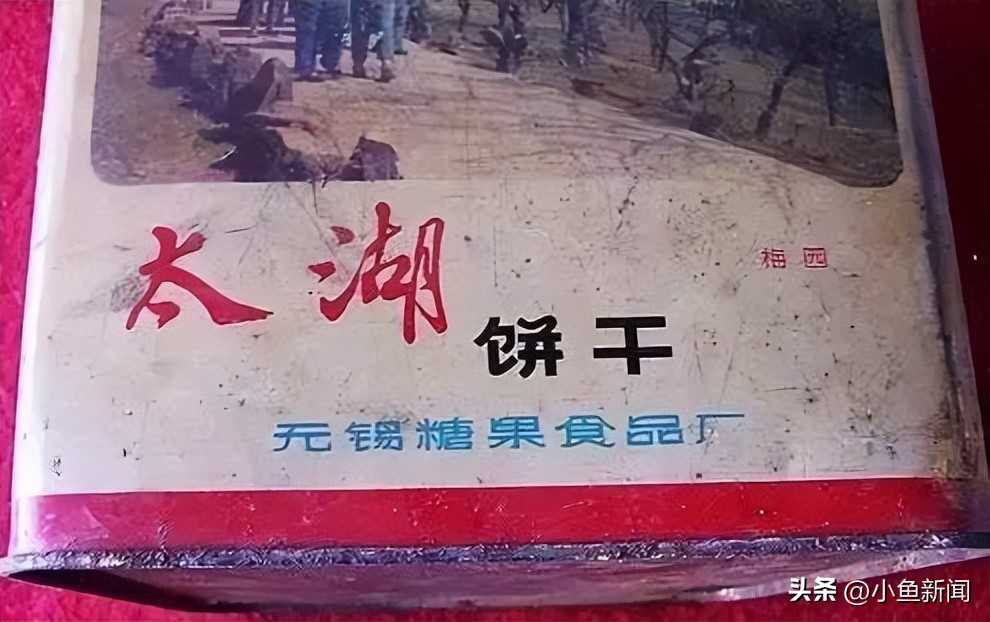 太湖
梅园
饼干
无锡糖果食品厂
头条 @小鱼新闻